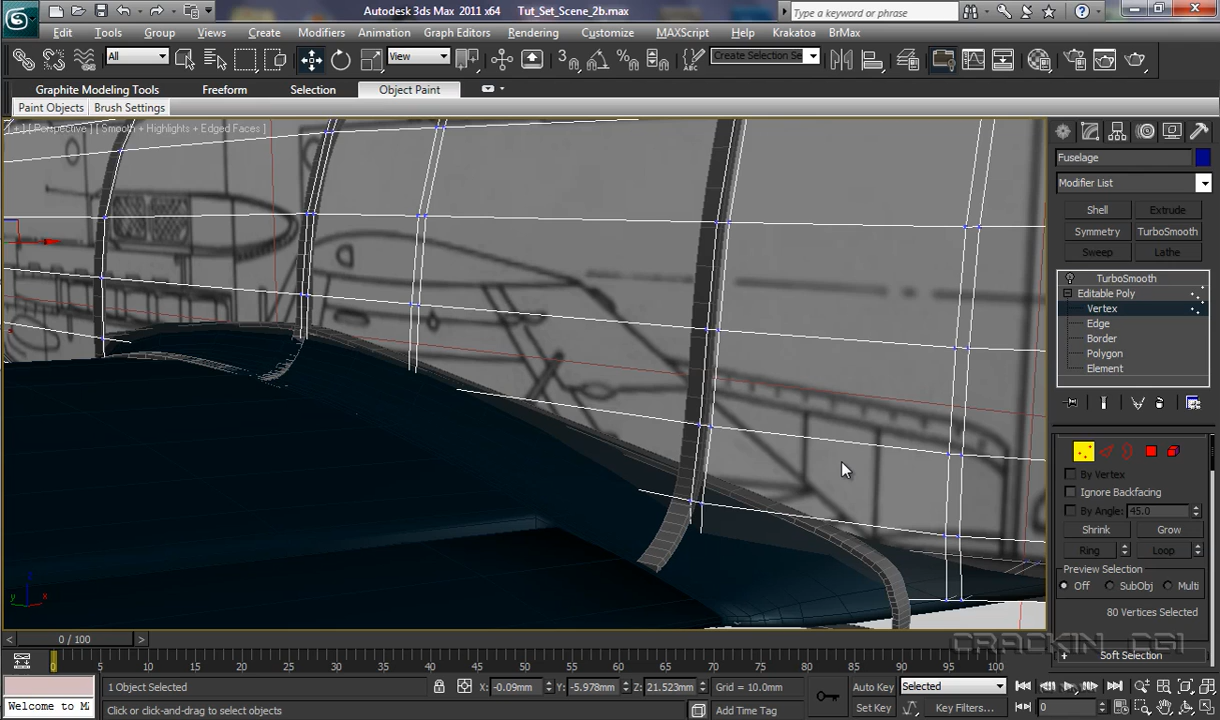 Autodesk 3ds Max 2011 x64 Tut_Set_Scene_2b.max Type a keyword or phrase
Edit Tools Group Views Create Modifiers Animation Graph Editors Rendering Customize MAXScript Help Krakatoa BrMax
All View Create Selection Se
Graphite Modeling Tools Freeform Selection Object Paint
Paint Objects Brush Settings
[ + ] [ Perspective ] [ Smooth + Highlights + Edged Faces ]
Fuselage
Modifier List
Shell Extrude
Symmetry TurboSmooth
Sweep Lathe
TurboSmooth
Editable Poly
Vertex
Edge
Border
Polygon
Element
By Vertex
Ignore Backfacing
By Angle: 45.0
Shrink Grow
Ring Loop
Preview Selection
Off SubObj Multi
80 Vertices Selected
Soft Selection
CRACKIN CGI
z
y x
< 0 / 100 >
0 5 10 15 20 25 30 35 40 45 50 55 60 65 70 75 80 85 90 95 100
1 Object Selected X: -0.09mm Y: -5.978mm Z: 21.523mm Grid = 10.0mm Auto Key Selected
Welcome to MA Click or click-and-drag to select objects Add Time Tag Set Key Key Filters... 0